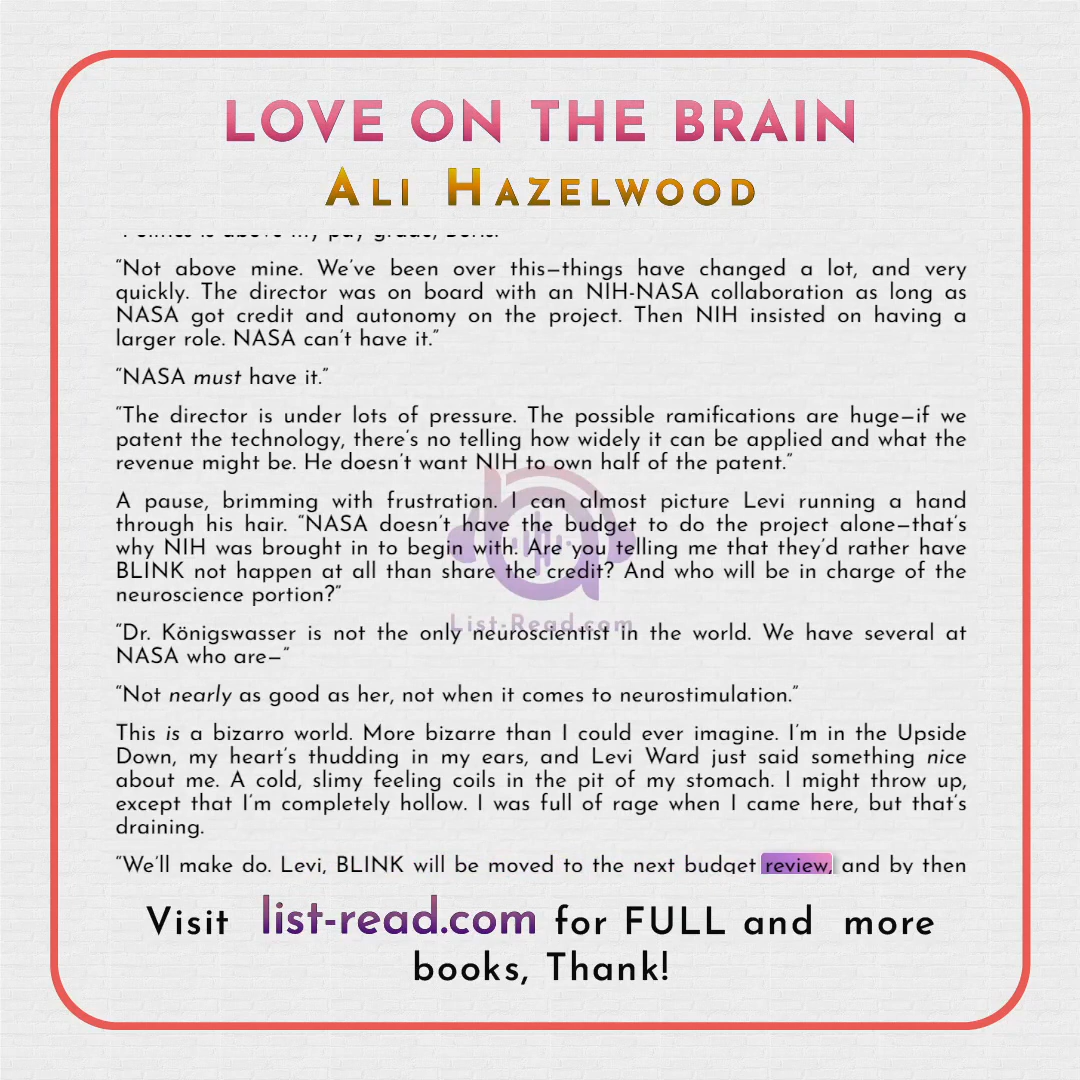 LOVE ON THE BRAIN
ALI HAZELWOOD
“Not above mine. We’ve been over this—things have changed a lot, and very
quickly. The director was on board with an NIH-NASA collaboration as long as
NASA got credit and autonomy on the project. Then NIH insisted on having a
larger role. NASA can’t have it.”
“NASA must have it.”
“The director is under lots of pressure. The possible ramifications are huge—if we
patent the technology, there’s no telling how widely it can be applied and what the
revenue might be. He doesn’t want NIH to own half of the patent.”
A pause, brimming with frustration. I can almost picture Levi running a hand
through his hair. “NASA doesn’t have the budget to do the project alone—that’s
why NIH was brought in to begin with. Are you telling me that they’d rather have
BLINK not happen at all than share the credit? And who will be in charge of the
neuroscience portion?”
List-Read.com
“Dr. Königswasser is not the only neuroscientist in the world. We have several at
NASA who are—”
“Not nearly as good as her, not when it comes to neurostimulation.”
This is a bizarro world. More bizarre than I could ever imagine. I’m in the Upside
Down, my heart’s thudding in my ears, and Levi Ward just said something nice
about me. A cold, slimy feeling coils in the pit of my stomach. I might throw up,
except that I’m completely hollow. I was full of rage when I came here, but that’s
draining.
“We’ll make do. Levi, BLINK will be moved to the next budget review, and by then
Visit list-read.com for FULL and more
books, Thank!